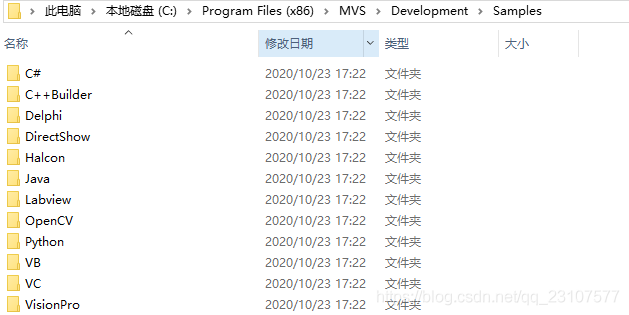 此电脑 > 本地磁盘 (C:) > Program Files (x86) > MVS > Development > Samples
名称 修改日期 类型 大小
C# 2020/10/23 17:22 文件夹
C++Builder 2020/10/23 17:22 文件夹
Delphi 2020/10/23 17:22 文件夹
DirectShow 2020/10/23 17:22 文件夹
Halcon 2020/10/23 17:22 文件夹
Java 2020/10/23 17:22 文件夹
Labview 2020/10/23 17:22 文件夹
OpenCV 2020/10/23 17:22 文件夹
Python 2020/10/23 17:22 文件夹
VB 2020/10/23 17:22 文件夹
VC 2020/10/23 17:22 文件夹
VisionPro 2020/10/23 17:22 文件夹
https://blog.csdn.net/qq_23107577